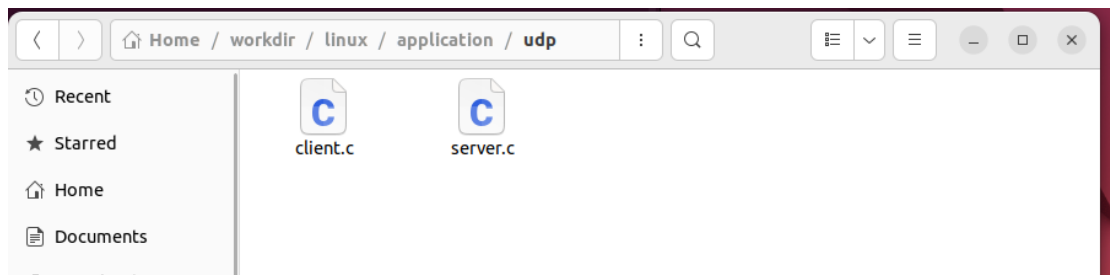 Home / workdir / linux / application / udp
Recent
Starred
Home
Documents
C
client.c
C
server.c